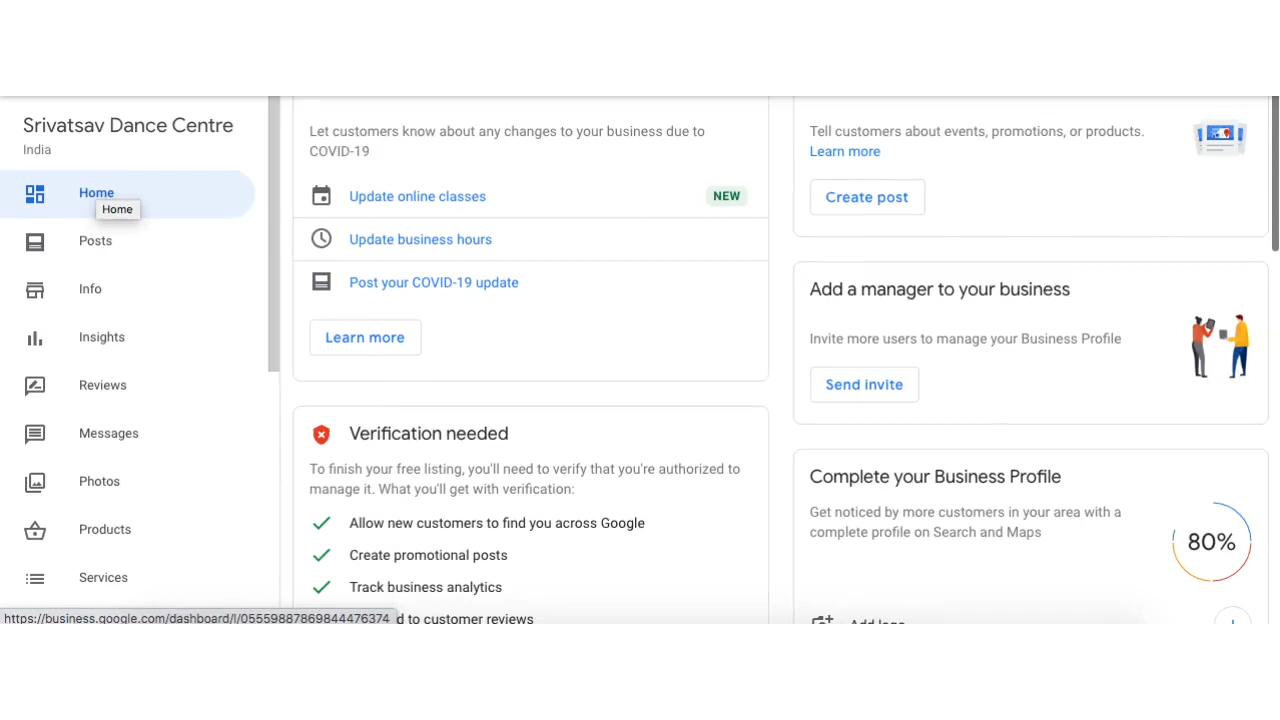 Srivatsav Dance Centre
India
Home
Home
Posts
Info
Insights
Reviews
Messages
Photos
Products
Services
https://business.google.com/dashboard/l/05559887869844476374
Let customers know about any changes to your business due to
COVID-19
Update online classes
NEW
Update business hours
Post your COVID-19 update
Learn more
Verification needed
To finish your free listing, you'll need to verify that you're authorized to
manage it. What you'll get with verification:
Allow new customers to find you across Google
Create promotional posts
Track business analytics
d to customer reviews
Tell customers about events, promotions, or products.
Learn more
Create post
Add a manager to your business
Invite more users to manage your Business Profile
Send invite
Complete your Business Profile
Get noticed by more customers in your area with a
complete profile on Search and Maps
80%
Add logo